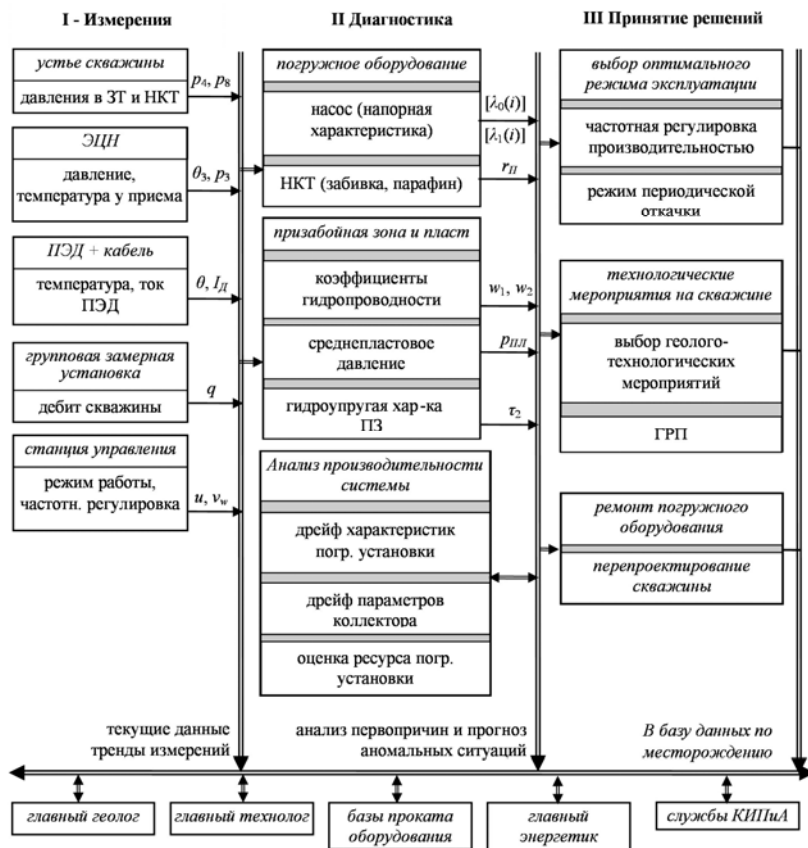 I - Измерения
устье скважины
давления в ЗТ и НКТ
p4, p8
ЭЦН
давление,
температура у приема
θ3, p3
ПЭД + кабель
температура, ток
ПЭД
θ, IД
групповая замерная
установка
дебит скважины
q
станция управления
режим работы,
частотн. регулировка
u, νw
текущие данные
тренды измерений
II Диагностика
погружное оборудование
насос (напорная
характеристика)
[λ0(i)]
[λ1(i)]
НКТ (забивка, парафин)
rП
призабойная зона и пласт
коэффициенты
гидропроводности
w1, w2
среднепластовое
давление
pПЛ
гидроупругая хар-ка
ПЗ
τ2
Анализ производительности
системы
дрейф характеристик
погр. установки
дрейф параметров
коллектора
оценка ресурса погр.
установки
анализ первопричин и прогноз
аномальных ситуаций
III Принятие решений
выбор оптимального
режима эксплуатации
частотная регулировка
производительностью
режим периодической
откачки
технологические
мероприятия на скважине
выбор геолого-
технологических
мероприятий
ГРП
ремонт погружного
оборудования
перепроектирование
скважины
В базу данных по
месторождению
главный геолог
главный технолог
базы проката
оборудования
главный
энергетик
службы КИПиА